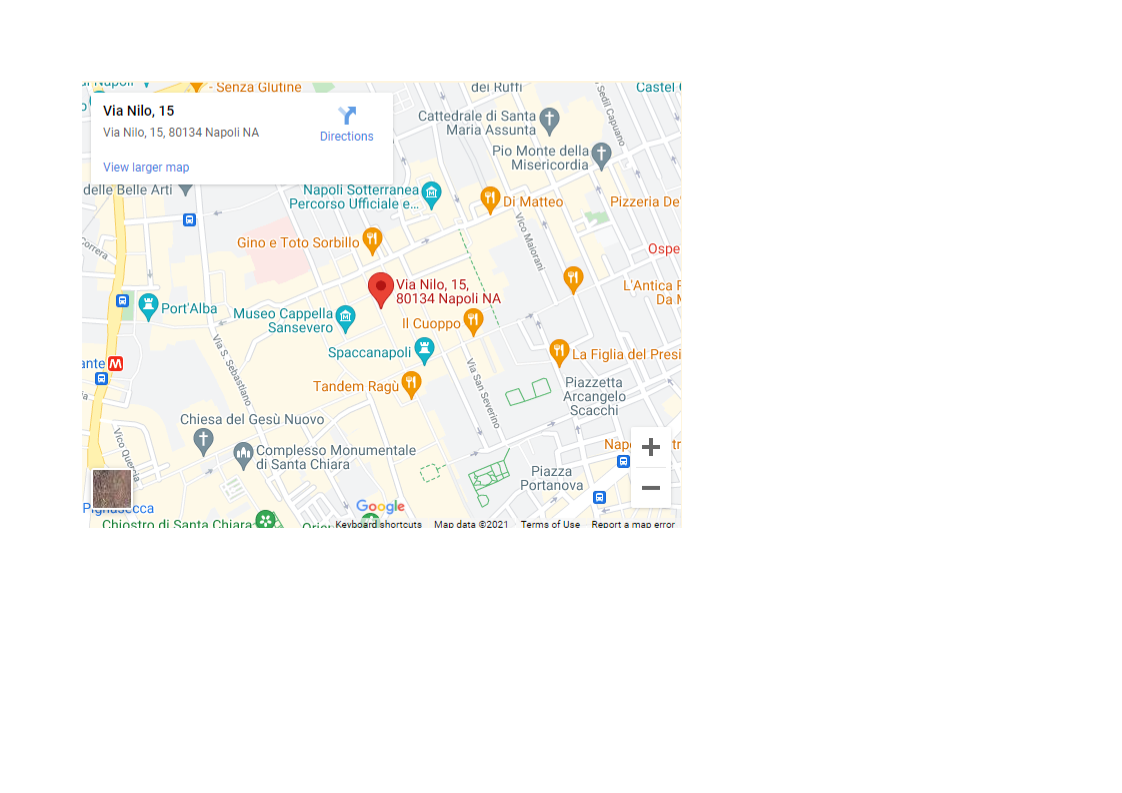 - Senza Glutine
dei Ruffi
Castel
Via Nilo, 15
Via Nilo, 15, 80134 Napoli NA
Directions
View larger map
Cattedrale di Santa
Maria Assunta
Sedil Capuano
Pio Monte della
Misericordia
delle Belle Arti
Napoli Sotterranea
Percorso Ufficiale e...
Di Matteo
Pizzeria De'
Vico Maiorani
Correra
Gino e Toto Sorbillo
Ospe
Via Nilo, 15,
80134 Napoli NA
L'Antica P
Da M
Port'Alba
Museo Cappella
Sansevero
Il Cuoppo
Via S. Sebastiano
Spaccanapoli
La Figlia del Presi
ante
M
Via San Severino
Tandem Ragù
Piazzetta
Arcangelo
Scacchi
Chiesa del Gesù Nuovo
Vico Quercia
Complesso Monumentale
di Santa Chiara
Piazza
Portanova
Pignasecca
Google
Chiostro di Santa Chiara
Keyboard shortcuts
Map data ©2021
Terms of Use
Report a map error